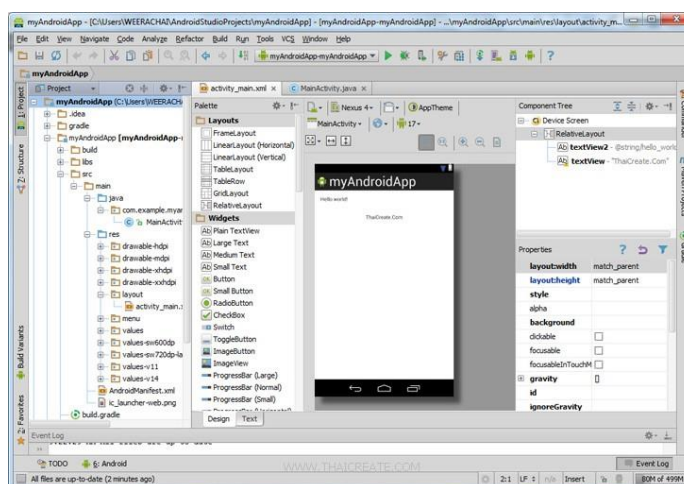 myAndroidApp - [C:\Users\WEERACHA\AndroidStudioProjects\myAndroidApp] - [myAndroidApp-myAndroidApp] - ...\myAndroidApp\src\main\res\layout\activity_m...
File Edit View Navigate Code Analyze Refactor Build Run Tools VCS Window Help
myAndroidApp-myAndroidApp
myAndroidApp
1: Project
Z: Structure
Build Variants
Favorites
Project
myAndroidApp (C:\Users\WEERACHA
.idea
gradle
myAndroidApp [myAndroidApp-
build
libs
src
main
java
com.example.myar
MainActivity
res
drawable-hdpi
drawable-mdpi
drawable-xhdpi
drawable-xxhdpi
layout
activity_main.
menu
values
values-sw600dp
values-sw720dp-la
values-v11
values-v14
AndroidManifest.xml
ic_launcher-web.png
build.gradle
activity_main.xml
MainActivity.java
Palette
Layouts
FrameLayout
LinearLayout (Horizontal)
LinearLayout (Vertical)
TableLayout
TableRow
GridLayout
RelativeLayout
Widgets
Plain TextView
Large Text
Medium Text
Small Text
Button
Small Button
RadioButton
CheckBox
Switch
ToggleButton
ImageButton
ImageView
ProgressBar (Large)
ProgressBar (Normal)
ProgressBar (Small)
Design Text
Nexus 4 AppTheme
MainActivity 17
myAndroidApp
Hello world!
ThaiCreate.Com
Component Tree
Device Screen
RelativeLayout
textView2 - @string/hello_worl
textView - "ThaiCreate.Com"
Properties
layout:width match_parent
layout:height match_parent
style
alpha
background
clickable
focusable
focusableInTouchM
gravity []
id
ignoreGravity
Event Log
TODO 6: Android
WWW.THAICREATE.COM
Event Log
All files are up-to-date (2 minutes ago)
2:1 LF n/a Insert 80M of 499M